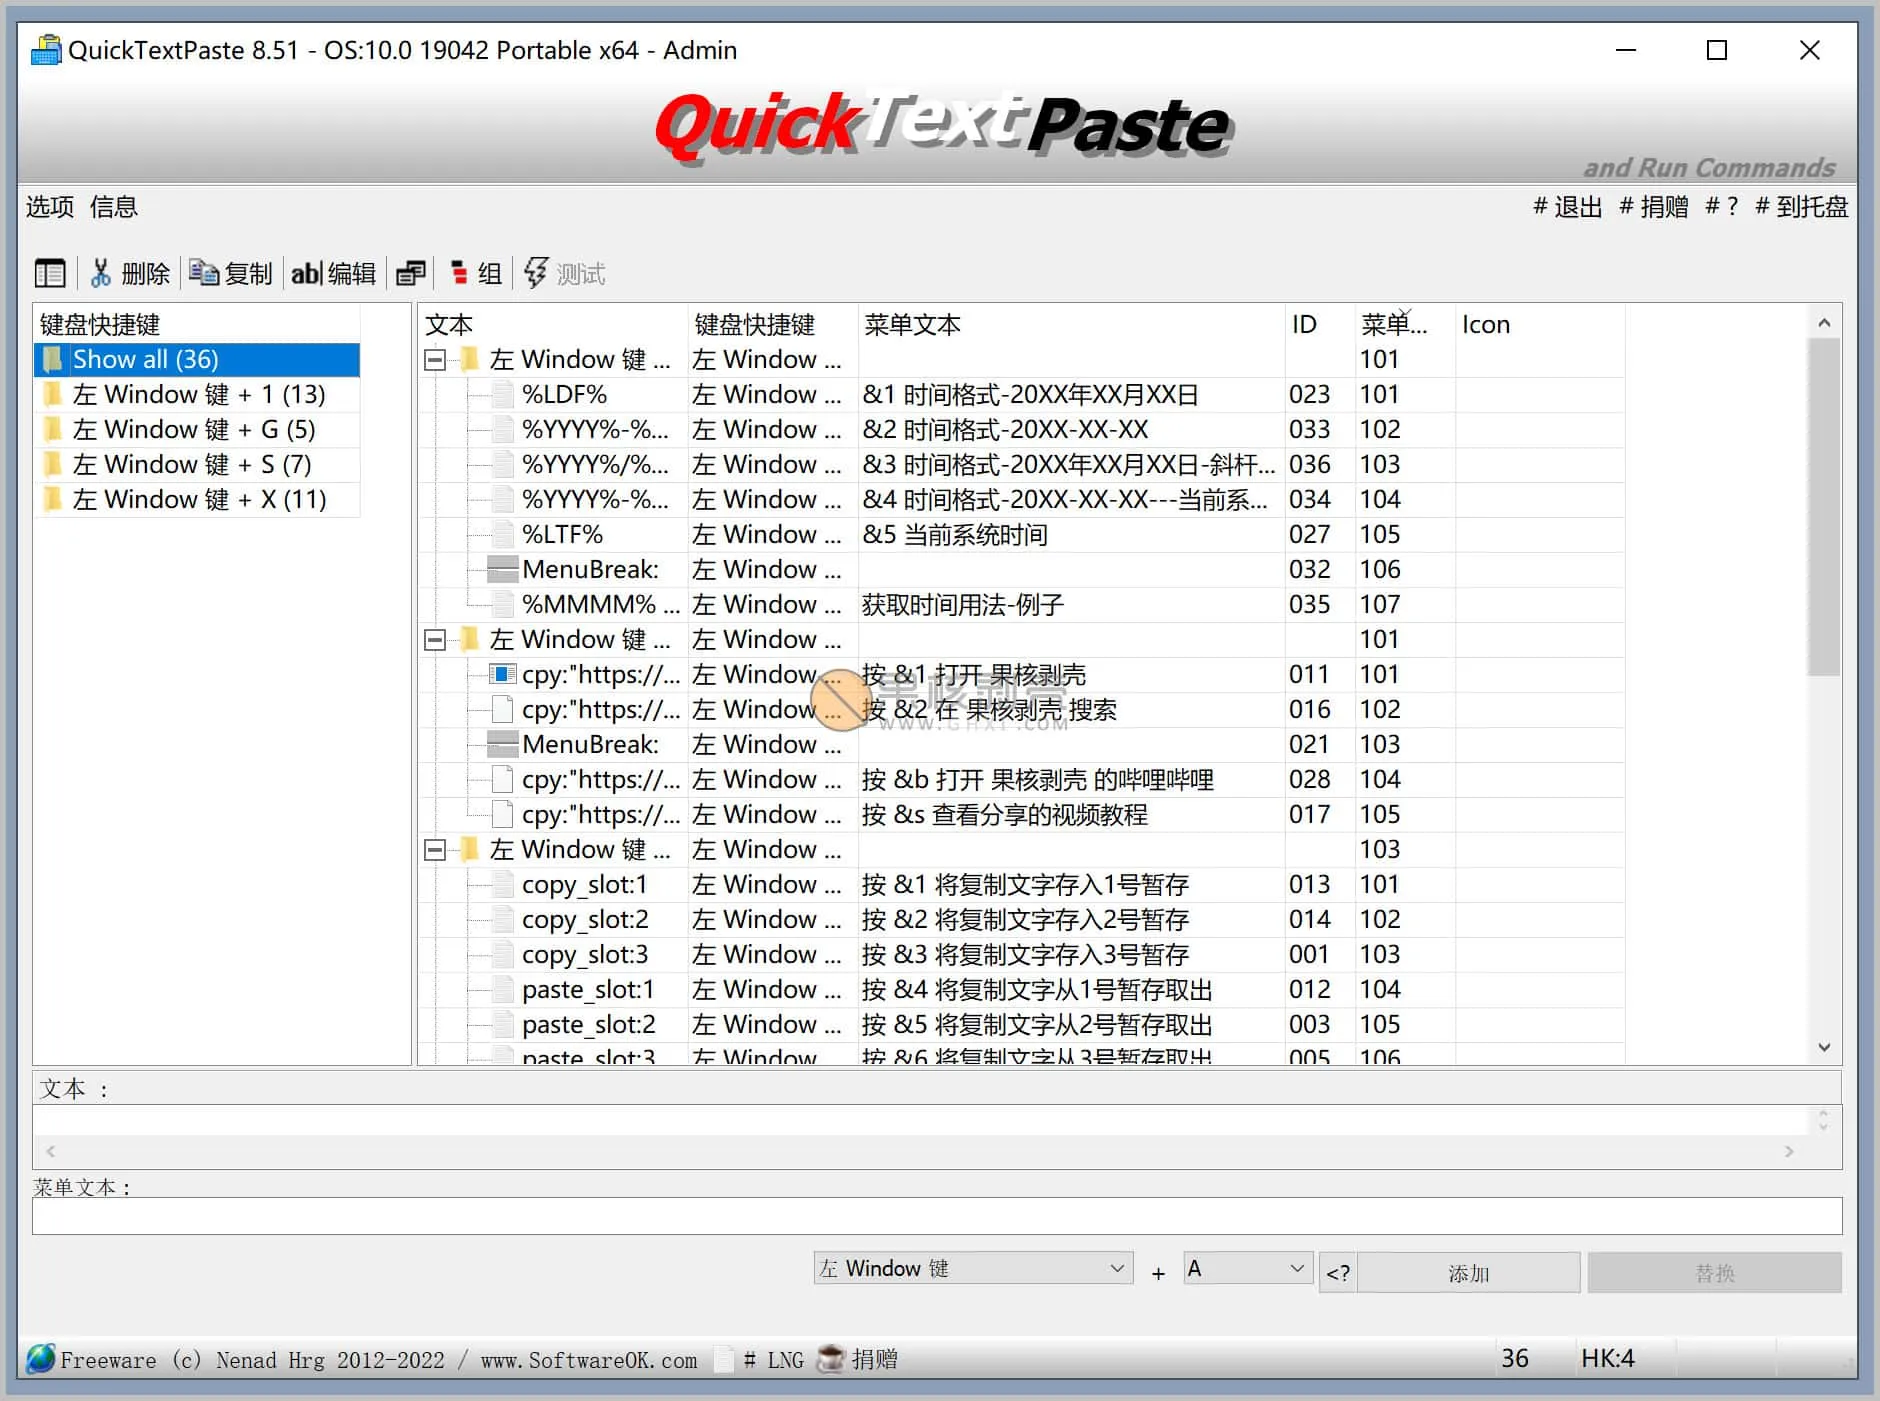 QuickTextPaste 8.51 - OS:10.0 19042 Portable x64 - Admin
QuickTextPaste
and Run Commands
选项 信息 # 退出 # 捐赠 # ? # 到托盘
删除 复制 ab| 编辑 组 测试
键盘快捷键
Show all (36)
左 Window 键 + 1 (13)
左 Window 键 + G (5)
左 Window 键 + S (7)
左 Window 键 + X (11)
文本 键盘快捷键 菜单文本 ID 菜单... Icon
左 Window 键 ... 左 Window ... 101
%LDF% 左 Window ... &1 时间格式-20XX年XX月XX日 023 101
%YYYY%-%... 左 Window ... &2 时间格式-20XX-XX-XX 033 102
%YYYY%/%... 左 Window ... &3 时间格式-20XX年XX月XX日-斜杆... 036 103
%YYYY%-%... 左 Window ... &4 时间格式-20XX-XX-XX---当前系... 034 104
%LTF% 左 Window ... &5 当前系统时间 027 105
MenuBreak: 左 Window ... 032 106
%MMMM% ... 左 Window ... 获取时间用法-例子 035 107
左 Window 键 ... 左 Window ... 101
cpy:"https://... 左 Window ... 按 &1 打开 果核剥壳 011 101
cpy:"https://... 左 Window ... 按 &2 在 果核剥壳 搜索 016 102
果核剥壳
WWW.GHXI.COM
MenuBreak: 左 Window ... 021 103
cpy:"https://... 左 Window ... 按 &b 打开 果核剥壳 的哔哩哔哩 028 104
cpy:"https://... 左 Window ... 按 &s 查看分享的视频教程 017 105
左 Window 键 ... 左 Window ... 103
copy_slot:1 左 Window ... 按 &1 将复制文字存入1号暂存 013 101
copy_slot:2 左 Window ... 按 &2 将复制文字存入2号暂存 014 102
copy_slot:3 左 Window ... 按 &3 将复制文字存入3号暂存 001 103
paste_slot:1 左 Window ... 按 &4 将复制文字从1号暂存取出 012 104
paste_slot:2 左 Window ... 按 &5 将复制文字从2号暂存取出 003 105
paste_slot:3 左 Window ... 按 &6 将复制文字从3号暂存取出 005 106
文本 :
菜单文本 :
左 Window 键 + A <? 添加 替换
Freeware (c) Nenad Hrg 2012-2022 / www.SoftwareOK.com # LNG 捐赠 36 HK:4